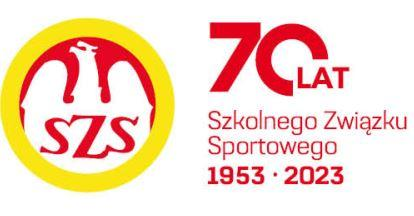 SZS
70 LAT
Szkolnego Związku
Sportowego
1953 · 2023